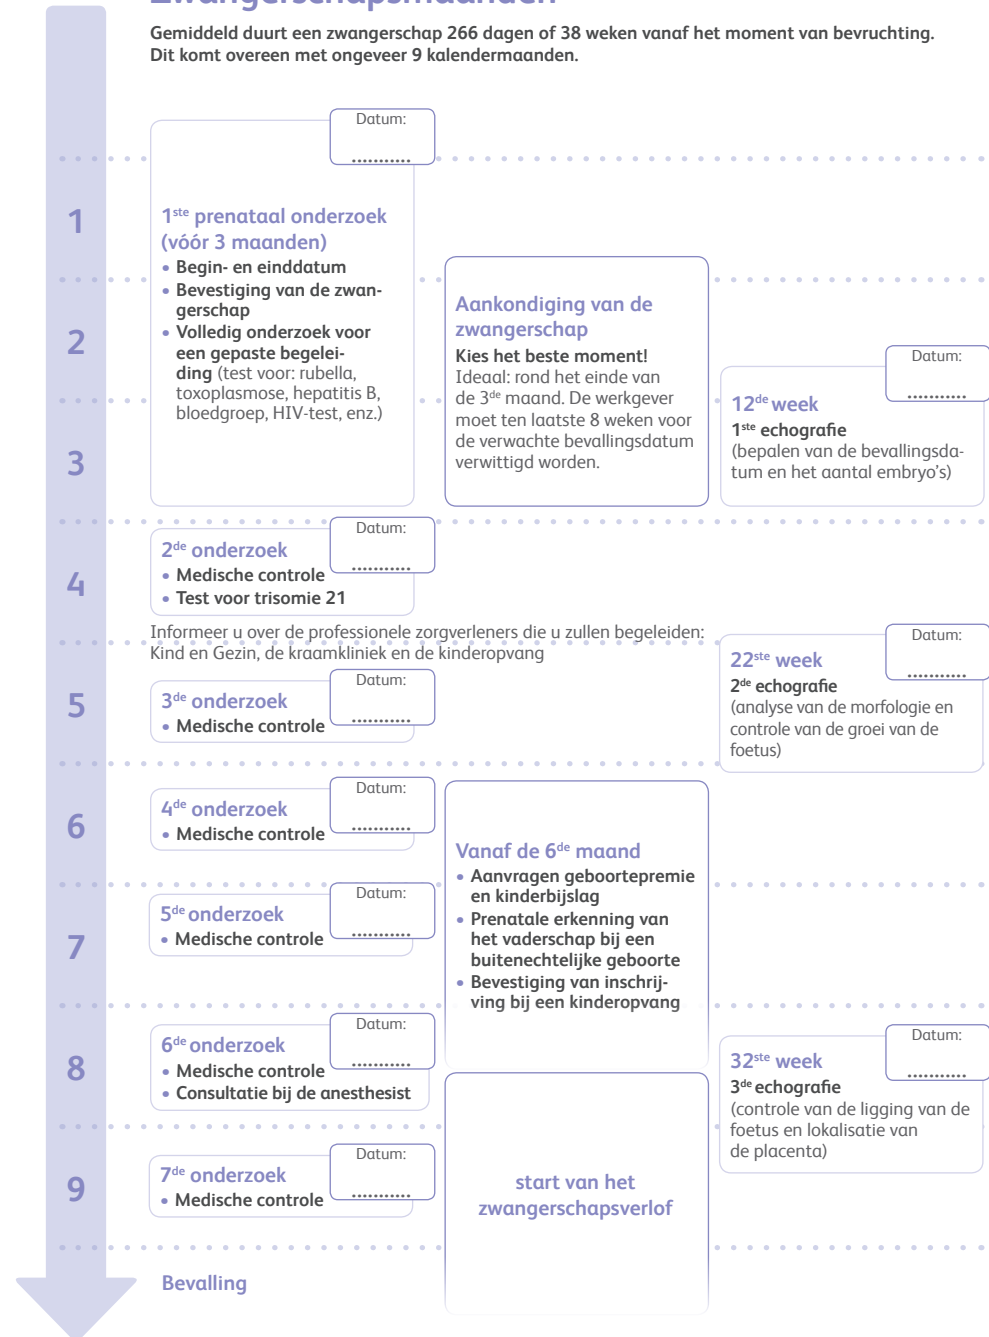 Zwangerschapsmaanden
Gemiddeld duurt een zwangerschap 266 dagen of 38 weken vanaf het moment van bevruchting.
Dit komt overeen met ongeveer 9 kalendermaanden.
Datum:
...........
1
1ste prenataal onderzoek
(vóór 3 maanden)
• Begin- en einddatum
• Bevestiging van de zwan-
gerschap
• Volledig onderzoek voor
een gepaste begelei-
ding (test voor: rubella,
toxoplasmose, hepatitis B,
bloedgroep, HIV-test, enz.)
2
Aankondiging van de
zwangerschap
Kies het beste moment!
Ideaal: rond het einde van
de 3de maand. De werkgever
moet ten laatste 8 weken voor
de verwachte bevallingsdatum
verwittigd worden.
Datum:
...........
12de week
1ste echografie
(bepalen van de bevallingsda-
tum en het aantal embryo's)
3
Datum:
...........
2de onderzoek
• Medische controle
• Test voor trisomie 21
4
Informeer u over de professionele zorgverleners die u zullen begeleiden:
Kind en Gezin, de kraamkliniek en de kinderopvang
Datum:
...........
22ste week
2de echografie
(analyse van de morfologie en
controle van de groei van de
foetus)
5
Datum:
...........
3de onderzoek
• Medische controle
6
Datum:
...........
4de onderzoek
• Medische controle
Vanaf de 6de maand
• Aanvragen geboortepremie
en kinderbijslag
• Prenatale erkenning van
het vaderschap bij een
buitenechtelijke geboorte
• Bevestiging van inschrij-
ving bij een kinderopvang
7
Datum:
...........
5de onderzoek
• Medische controle
8
Datum:
...........
6de onderzoek
• Medische controle
• Consultatie bij de anesthesist
Datum:
...........
32ste week
3de echografie
(controle van de ligging van de
foetus en lokalisatie van
de placenta)
9
Datum:
...........
7de onderzoek
• Medische controle
start van het
zwangerschapsverlof
Bevalling